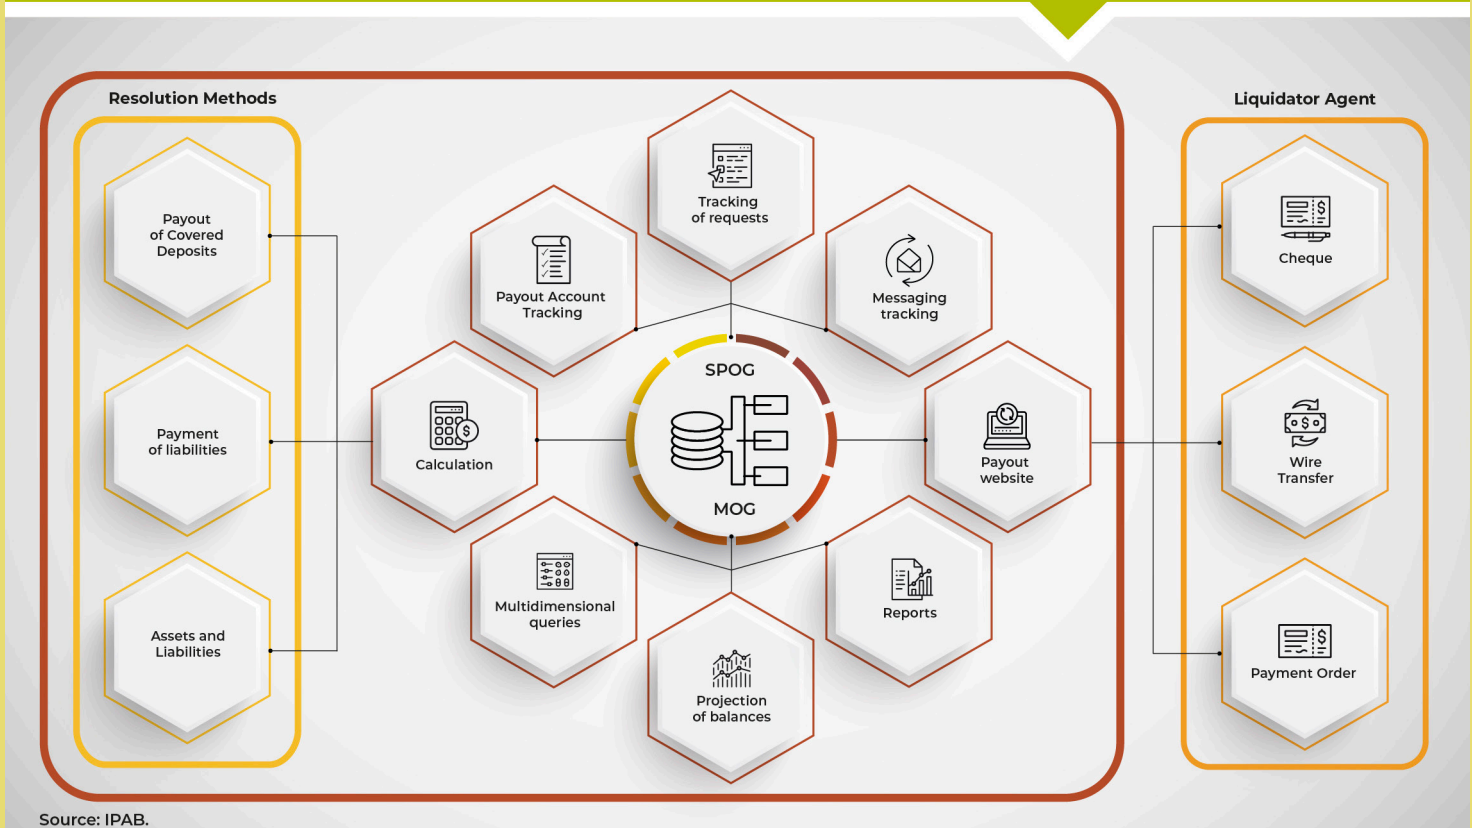 Resolution Methods
Payout
of Covered
Deposits
Payment
of liabilities
Assets and
Liabilities
Tracking
of requests
Payout Account
Tracking
Messaging
tracking
Calculation
SPOG
MOG
Payout
website
Multidimensional
queries
Reports
Projection
of balances
Liquidator Agent
Cheque
Wire
Transfer
Payment Order
Source: IPAB.